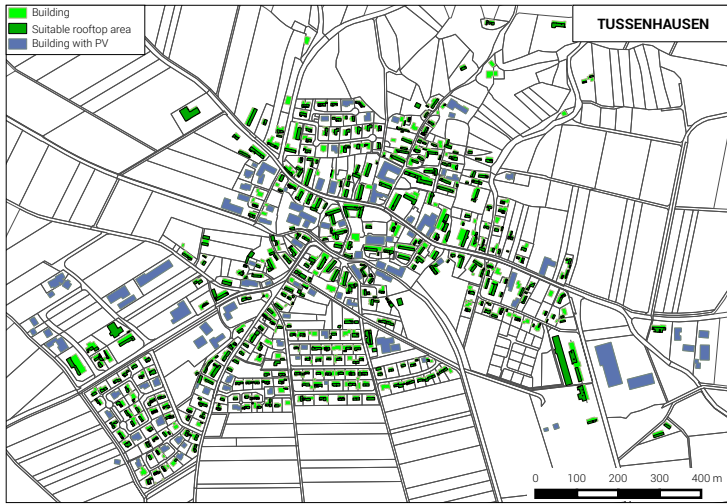 Building
Suitable rooftop area
Building with PV
TUSSENHAUSEN
0 100 200 300 400 m